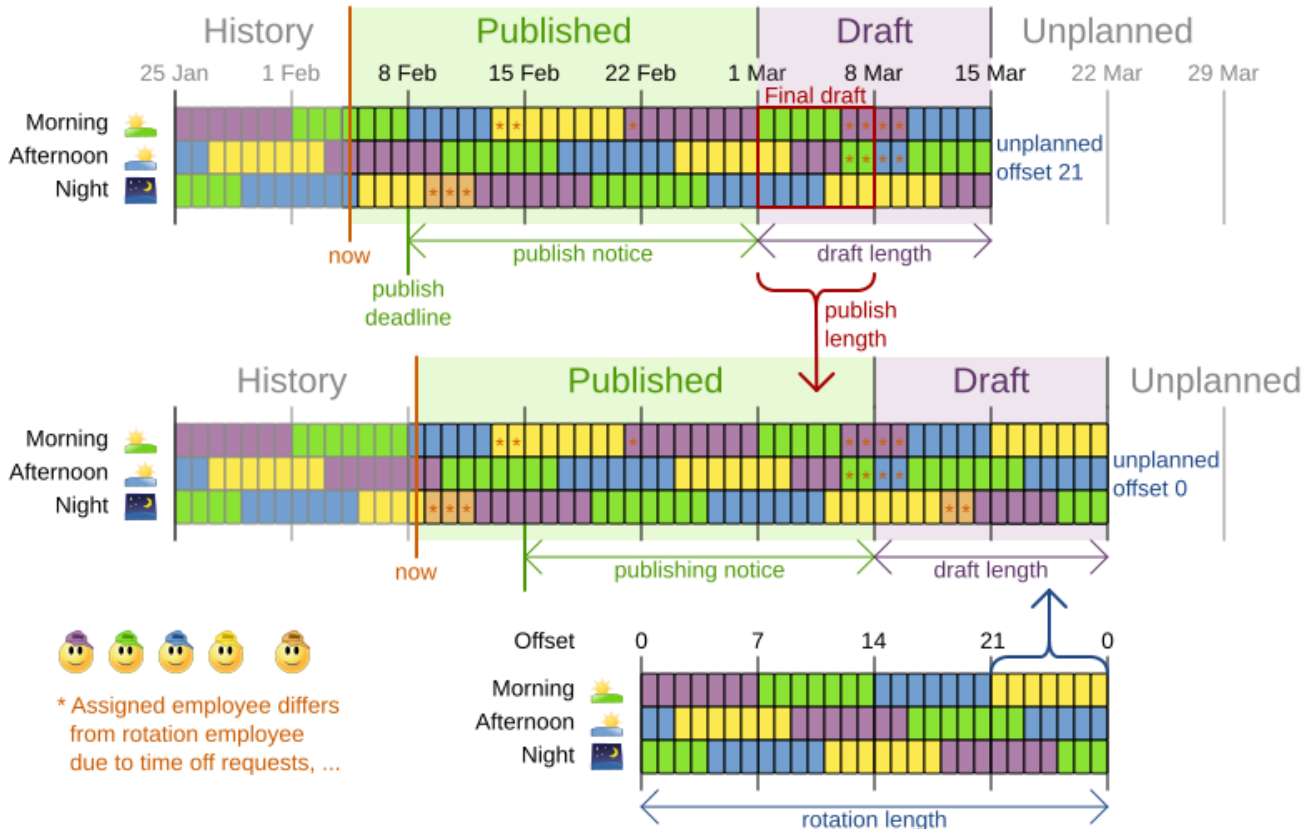 History Published Draft Unplanned
25 Jan 1 Feb 8 Feb 15 Feb 22 Feb 1 Mar 8 Mar 15 Mar 22 Mar 29 Mar
Final draft
Morning
* * * * * * *
Afternoon
* * * *
unplanned
offset 21
Night
* * *
now
publish notice
draft length
publish
deadline
publish
length
History Published Draft Unplanned
Morning
* * * * * * *
Afternoon
* * * *
unplanned
offset 0
Night
* * * * *
now
publishing notice
draft length
Offset 0 7 14 21 0
Morning
Afternoon
Night
rotation length
* Assigned employee differs
from rotation employee
due to time off requests, ...